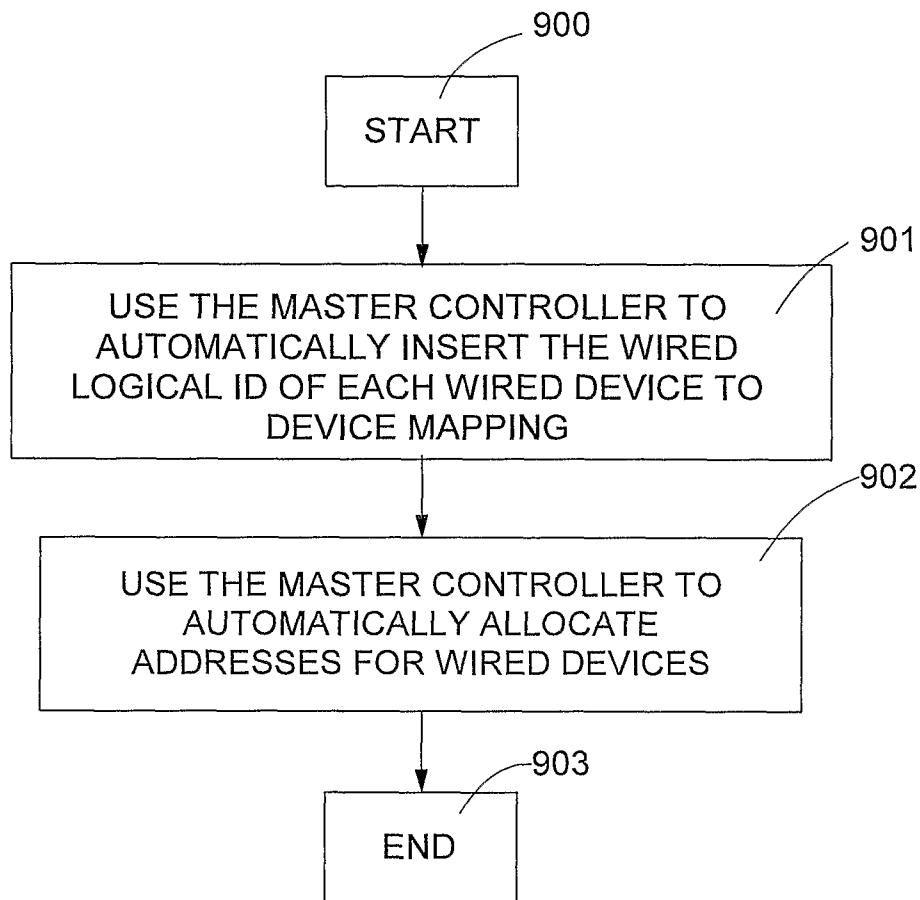 900
START
901
USE THE MASTER CONTROLLER TO
AUTOMATICALLY INSERT THE WIRED
LOGICAL ID OF EACH WIRED DEVICE TO
DEVICE MAPPING
902
USE THE MASTER CONTROLLER TO
AUTOMATICALLY ALLOCATE
ADDRESSES FOR WIRED DEVICES
903
END